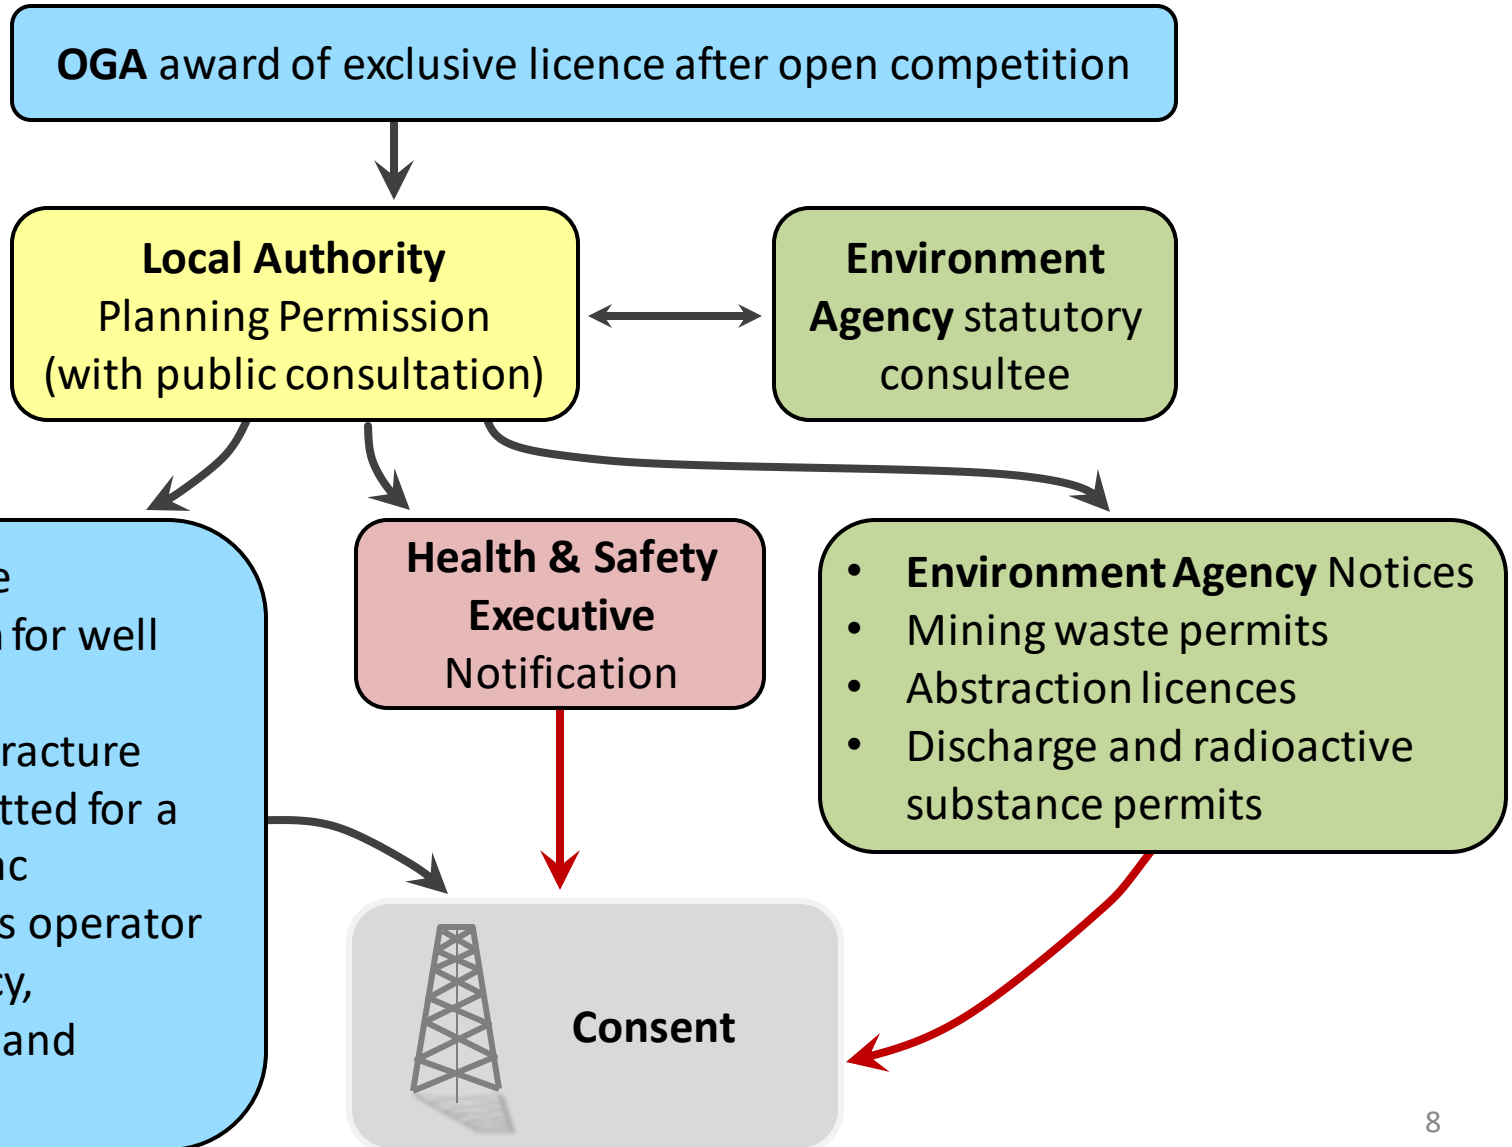 OGA award of exclusive licence after open competition
Local Authority
Planning Permission
(with public consultation)
Environment
Agency statutory
consultee
for well
tted for a
s operator
and
Health & Safety
Executive
Notification
• Environment Agency Notices
• Mining waste permits
• Abstraction licences
• Discharge and radioactive
substance permits
Consent
8